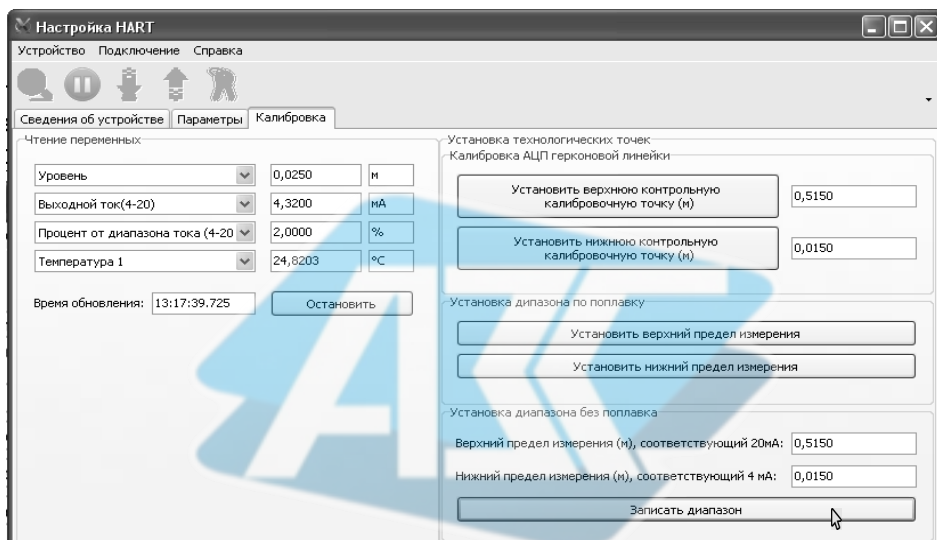 Настройка HART
Устройство Подключение Справка
Сведения об устройстве Параметры Калибровка
Чтение переменных
Уровень 0,0250 м
Выходной ток(4-20) 4,3200 мА
Процент от диапазона тока (4-20 2,0000 %
Температура 1 24,8203 °C
Время обновления: 13:17:39.725 Остановить
Установка технологических точек
Калибровка АЦП герконовой линейки
Установить верхнюю контрольную
калибровочную точку (м) 0,5150
Установить нижнюю контрольную
калибровочную точку (м) 0,0150
Установка дипазона по поплавку
Установить верхний предел измерения
Установить нижний предел измерения
Установка диапазона без поплавка
Верхний предел измерения (м), соответствующий 20мА: 0,5150
Нижний предел измерения (м), соответствующий 4 мА: 0,0150
Записать диапазон